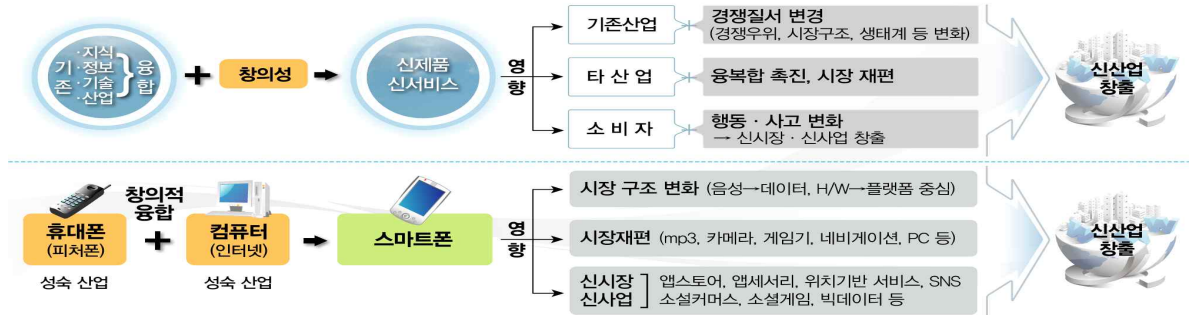 기존
·지식
·정보
·기술
·산업
융합
+
창의성
신제품
신서비스
영향
기존산업
경쟁질서 변경
(경쟁우위, 시장구조, 생태계 등 변화)
타 산 업
융복합 촉진, 시장 재편
소 비 자
행동 · 사고 변화
→ 신시장 · 신사업 창출
신산업
창출
휴대폰
(피처폰)
성숙 산업
창의적
융합
+
컴퓨터
(인터넷)
성숙 산업
스마트폰
영향
시장 구조 변화 (음성→데이터, H/W→플랫폼 중심)
시장재편 (mp3, 카메라, 게임기, 네비게이션, PC 등)
신시장
신사업
앱스토어, 앱세서리, 위치기반 서비스, SNS
소설커머스, 소셜게임, 빅데이터 등
신산업
창출